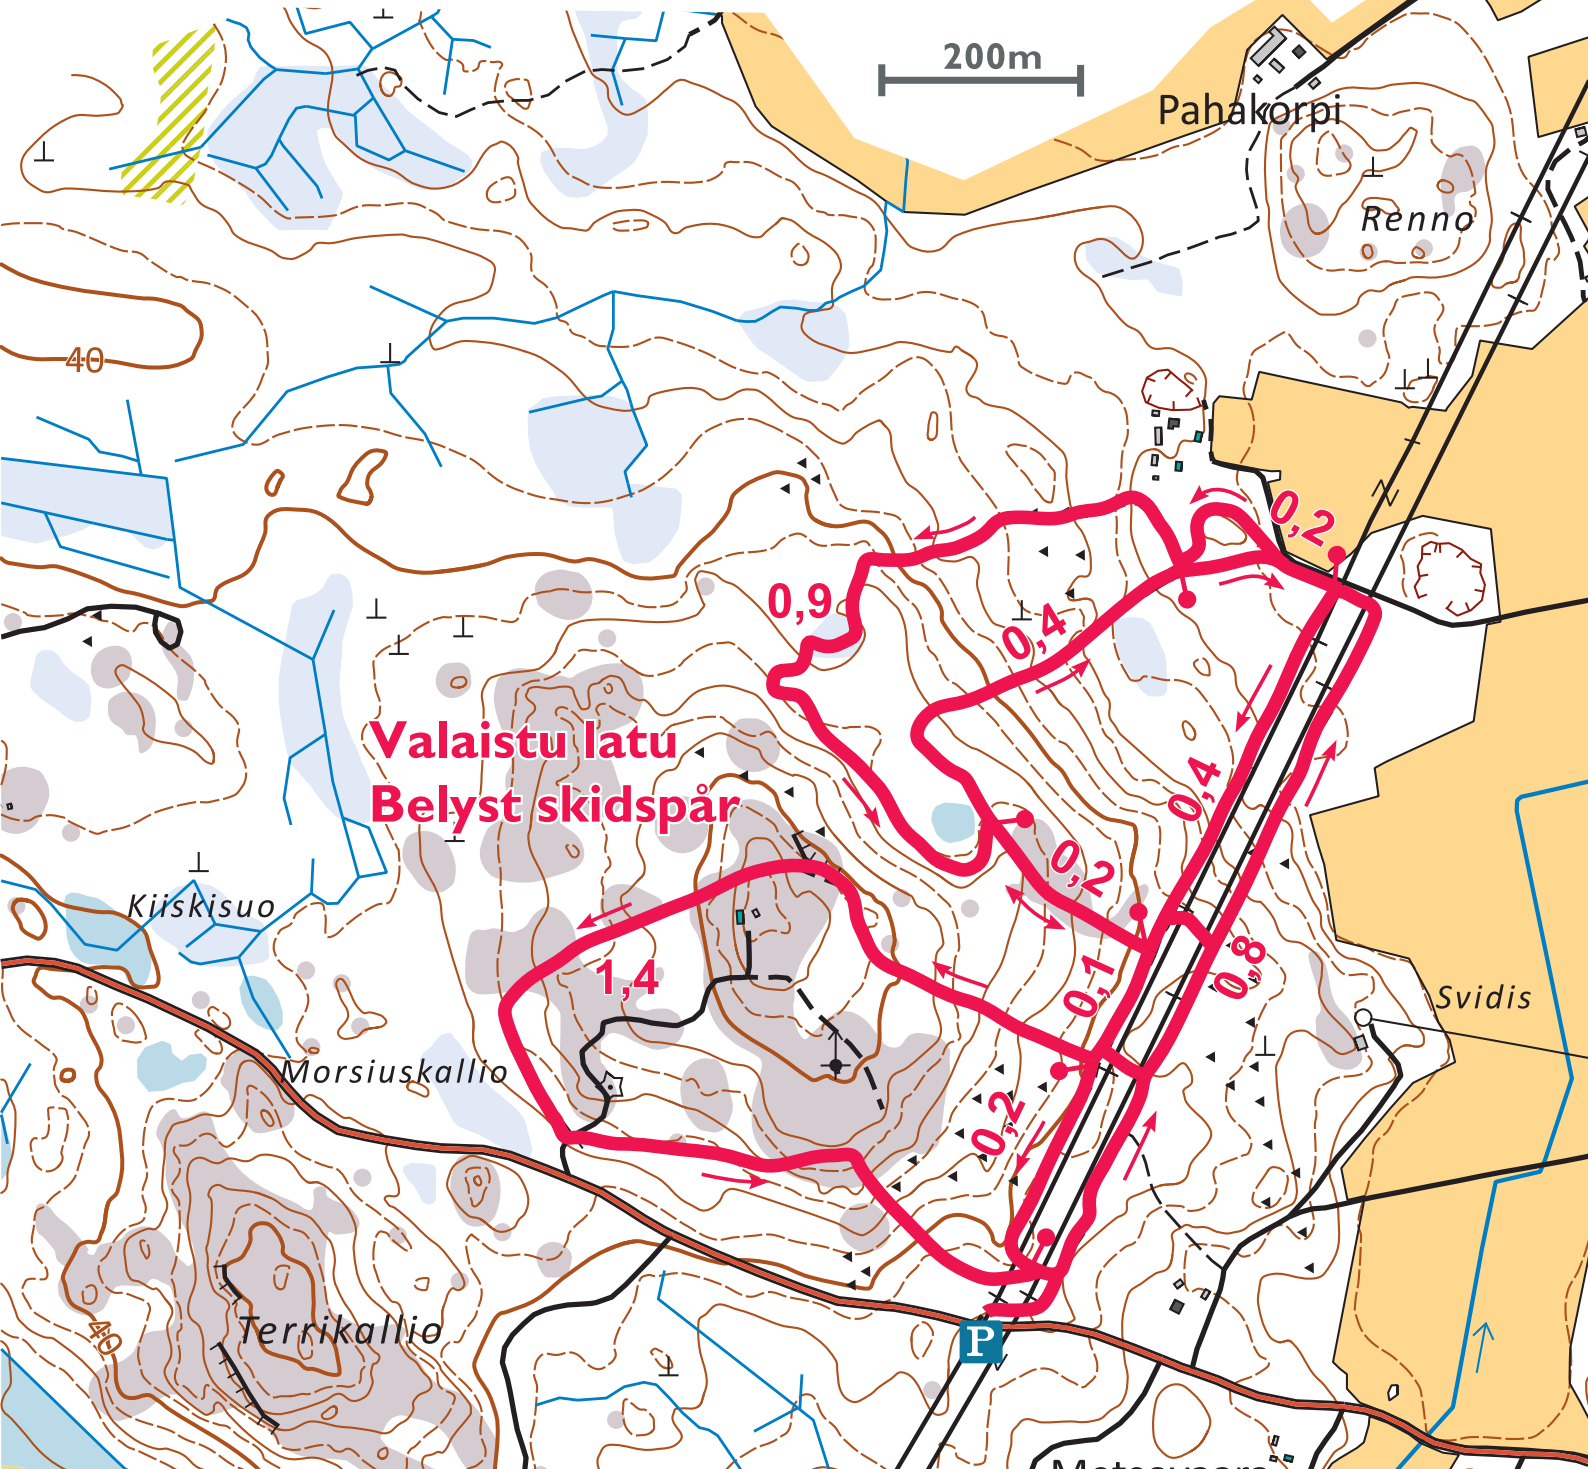 200m
Pahakorpi
Renno
40
0,2
0,9
0,4
Valaistu latu
Belyst skidspår
0,4
0,2
Kiiskisuo
1,4
0,1
0,8
Svidis
Morsiuskallio
0,2
Terrikallio
40
P